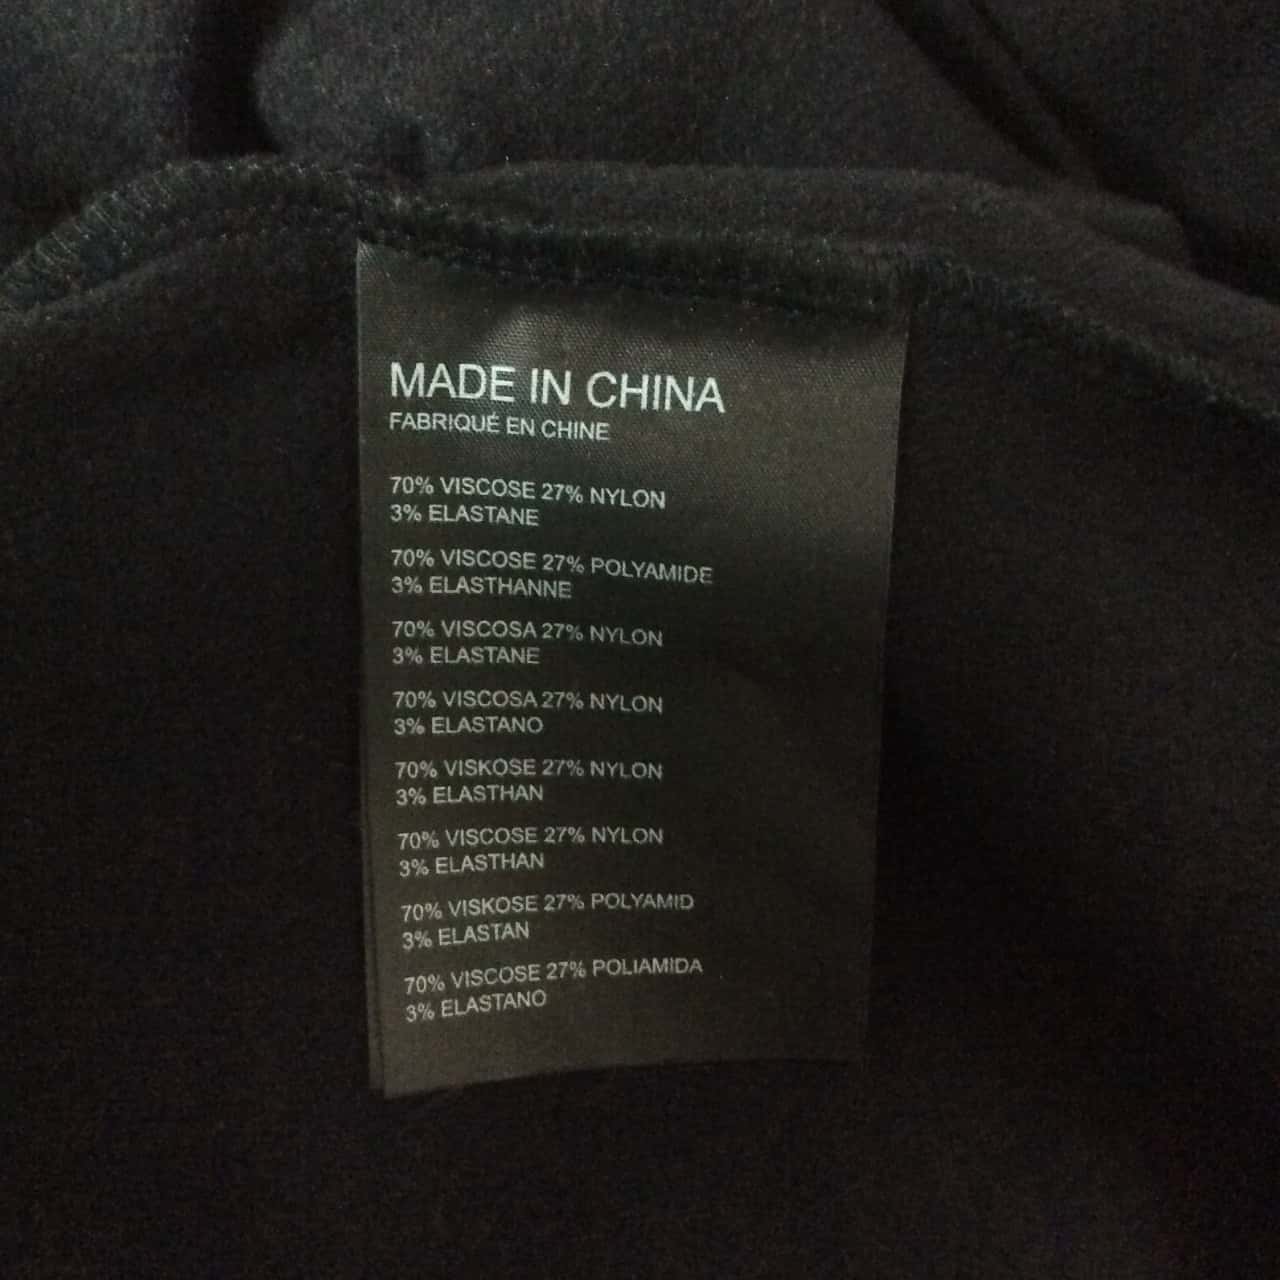 MADE IN CHINA
FABRIQUÉ EN CHINE
70% VISCOSE 27% NYLON
3% ELASTANE
70% VISCOSE 27% POLYAMIDE
3% ELASTHANNE
70% VISCOSA 27% NYLON
3% ELASTANE
70% VISCOSA 27% NYLON
3% ELASTANO
70% VISKOSE 27% NYLON
3% ELASTHAN
70% VISCOSE 27% NYLON
3% ELASTHAN
70% VISKOSE 27% POLYAMID
3% ELASTAN
70% VISCOSE 27% POLIAMIDA
3% ELASTANO